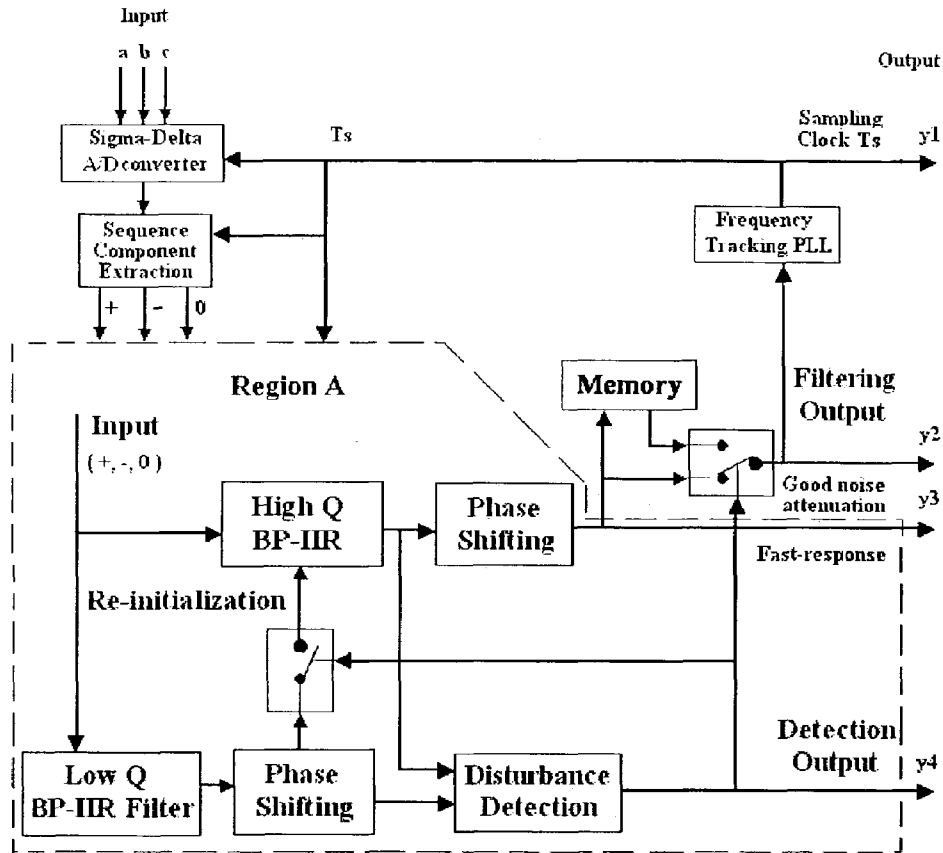 Input
a b c
Output
Sigma-Delta
A/Dconverter
Ts
Sampling
Clock Ts
y1
Sequence
Component
Extraction
Frequency
Tracking PLL
+ - 0
Region A
Memory
Filtering
Output
Input
(+, -, 0)
y2
High Q
BP-IIR
Phase
Shifting
Good noise
attenuation
y3
Fast-response
Re-initialization
Detection
Output
Low Q
BP-IIR Filter
Phase
Shifting
Disturbance
Detection
y4